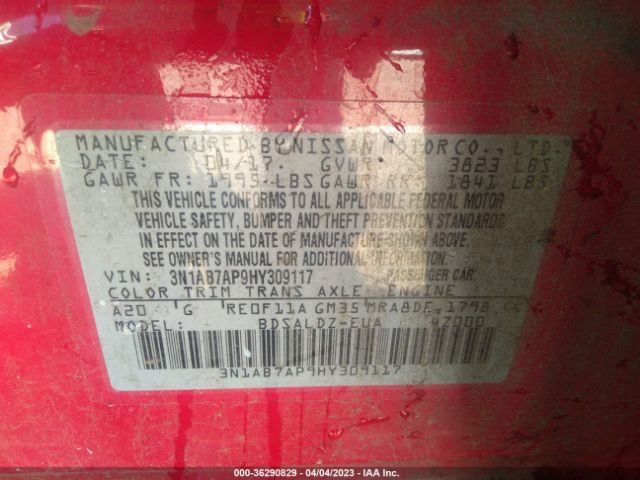 MANUFACTURED BY NISSAN MOTOR CO., LTD.
DATE: 04/17 GVWR 3823 LBS
GAWR FR: 1995 LBS GAWR RR 1841 LBS
THIS VEHICLE CONFORMS TO ALL APPLICABLE FEDERAL MOTOR
VEHICLE SAFETY, BUMPER AND THEFT PREVENTION STANDARDS
IN EFFECT ON THE DATE OF MANUFACTURE SHOWN ABOVE.
SEE OWNER'S MANUAL FOR ADDITIONAL INFORMATION.
VIN: 3N1AB7AP9HY309117 PASSENGER CAR
COLOR TRIM TRANS AXLE ENGINE
A20 G RE0F11A GM35 MRA8DE 1798 CC
MODEL: BDSALDZ-EUA 4Z000
3N1AB7AP9HY309117
000-36290829 - 04/04/2023 - IAA Inc.